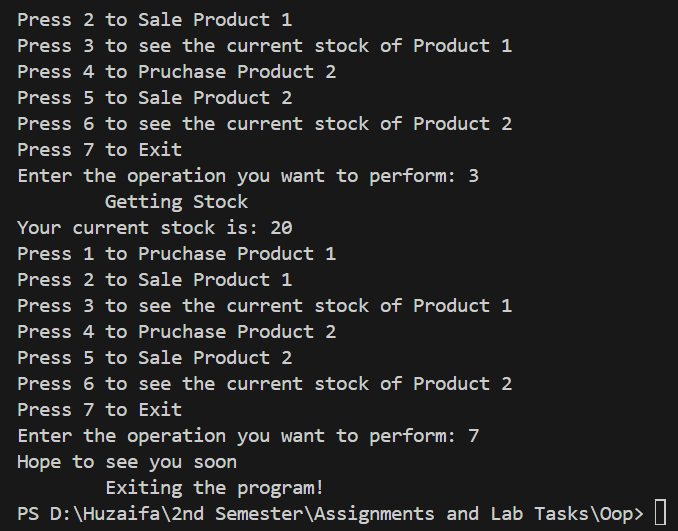 Press 2 to Sale Product 1
Press 3 to see the current stock of Product 1
Press 4 to Pruchase Product 2
Press 5 to Sale Product 2
Press 6 to see the current stock of Product 2
Press 7 to Exit
Enter the operation you want to perform: 3
        Getting Stock
Your current stock is: 20
Press 1 to Pruchase Product 1
Press 2 to Sale Product 1
Press 3 to see the current stock of Product 1
Press 4 to Pruchase Product 2
Press 5 to Sale Product 2
Press 6 to see the current stock of Product 2
Press 7 to Exit
Enter the operation you want to perform: 7
Hope to see you soon
        Exiting the program!
PS D:\Huzaifa\2nd Semester\Assignments and Lab Tasks\Oop>